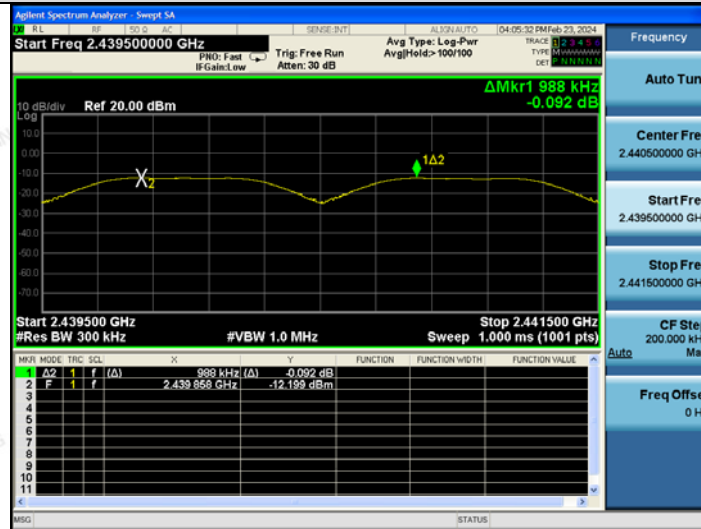 Agilent Spectrum Analyzer - Swept SA
RL RF 50 Ω AC SENSE:INT ALIGNAUTO 04:05:32 PM Feb 23, 2024
Start Freq 2.439500000 GHz
PNO: Fast
IFGain:Low
Trig: Free Run
Atten: 30 dB
Avg Type: Log-Pwr
Avg|Hold:>100/100
TRACE 1 2 3 4 5 6
TYPE M
DET P N N N N N
ΔMkr1 988 kHz
-0.092 dB
10 dB/div Ref 20.00 dBm
Log
10.0
0.00
-10.0
-20.0
-30.0
-40.0
-50.0
-60.0
-70.0
X2
1Δ2
Start 2.439500 GHz Stop 2.441500 GHz
#Res BW 300 kHz #VBW 1.0 MHz Sweep 1.000 ms (1001 pts)
MKR MODE TRC SCL X Y FUNCTION FUNCTION WIDTH FUNCTION VALUE
1 Δ2 1 f (Δ) 988 kHz (Δ) -0.092 dB
2 F 1 f 2.439 858 GHz -12.199 dBm
3
4
5
6
7
8
9
10
11
MSG STATUS
Frequency
Auto Tun
Center Fre
2.440500000 GH
Start Fre
2.439500000 GH
Stop Fre
2.441500000 GH
CF Ste
200.000 kH
Auto Ma
Freq Offse
0 H